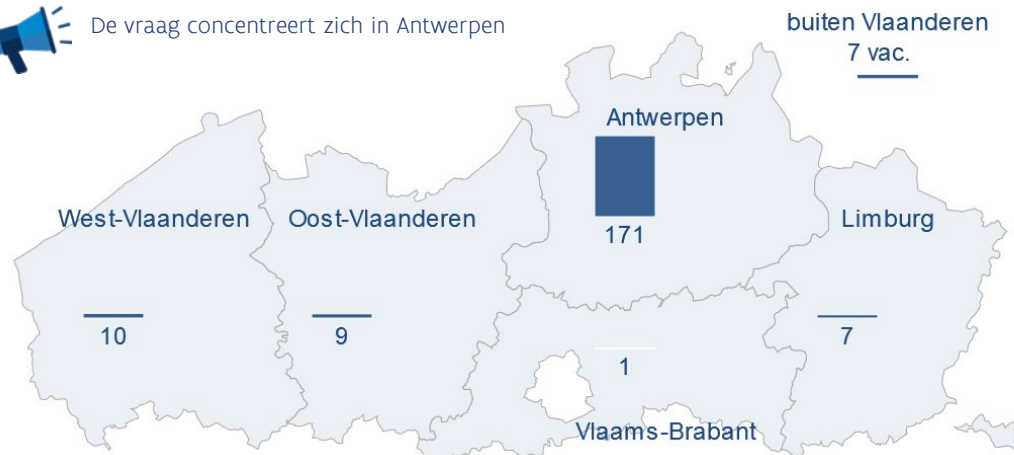 De vraag concentreert zich in Antwerpen
buiten Vlaanderen
7 vac.
Antwerpen
171
West-Vlaanderen
10
Oost-Vlaanderen
9
Limburg
7
1
Vlaams-Brabant